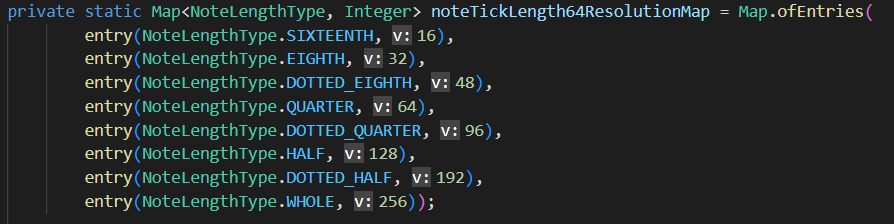 private static Map<NoteLengthType, Integer> noteTickLength64ResolutionMap = Map.ofEntries(
entry(NoteLengthType.SIXTEENTH, v: 16),
entry(NoteLengthType.EIGHTH, v: 32),
entry(NoteLengthType.DOTTED_EIGHTH, v: 48),
entry(NoteLengthType.QUARTER, v: 64),
entry(NoteLengthType.DOTTED_QUARTER, v: 96),
entry(NoteLengthType.HALF, v: 128),
entry(NoteLengthType.DOTTED_HALF, v: 192),
entry(NoteLengthType.WHOLE, v: 256));